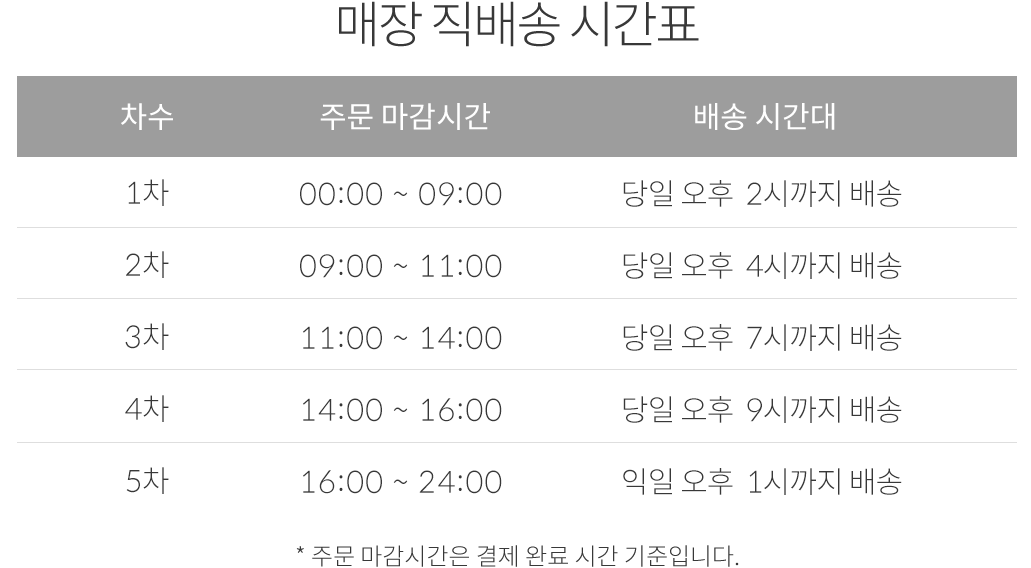 매장 직배송 시간표
차수 주문 마감시간 배송 시간대
1차 00:00 ~ 09:00 당일 오후 2시까지 배송
2차 09:00 ~ 11:00 당일 오후 4시까지 배송
3차 11:00 ~ 14:00 당일 오후 7시까지 배송
4차 14:00 ~ 16:00 당일 오후 9시까지 배송
5차 16:00 ~ 24:00 익일 오후 1시까지 배송
* 주문 마감시간은 결제 완료 시간 기준입니다.